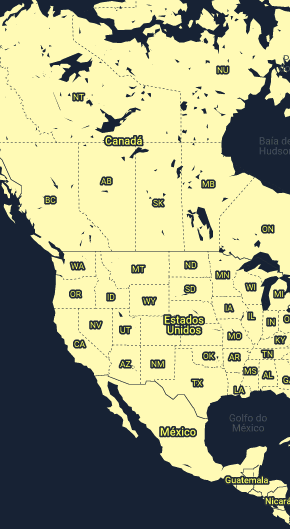 NU
NT
Canadá
Baía de
Hudson
AB
MB
BC
SK
ON
WA
MT
ND
MN
OR
ID
SD
WI
MI
WY
IA
NV
UT
Estados
Unidos
IL
IN
CA
MO
KY
AZ
NM
OK
AR
TN
TX
MS
AL
LA
Golfo do
México
México
Guatemala